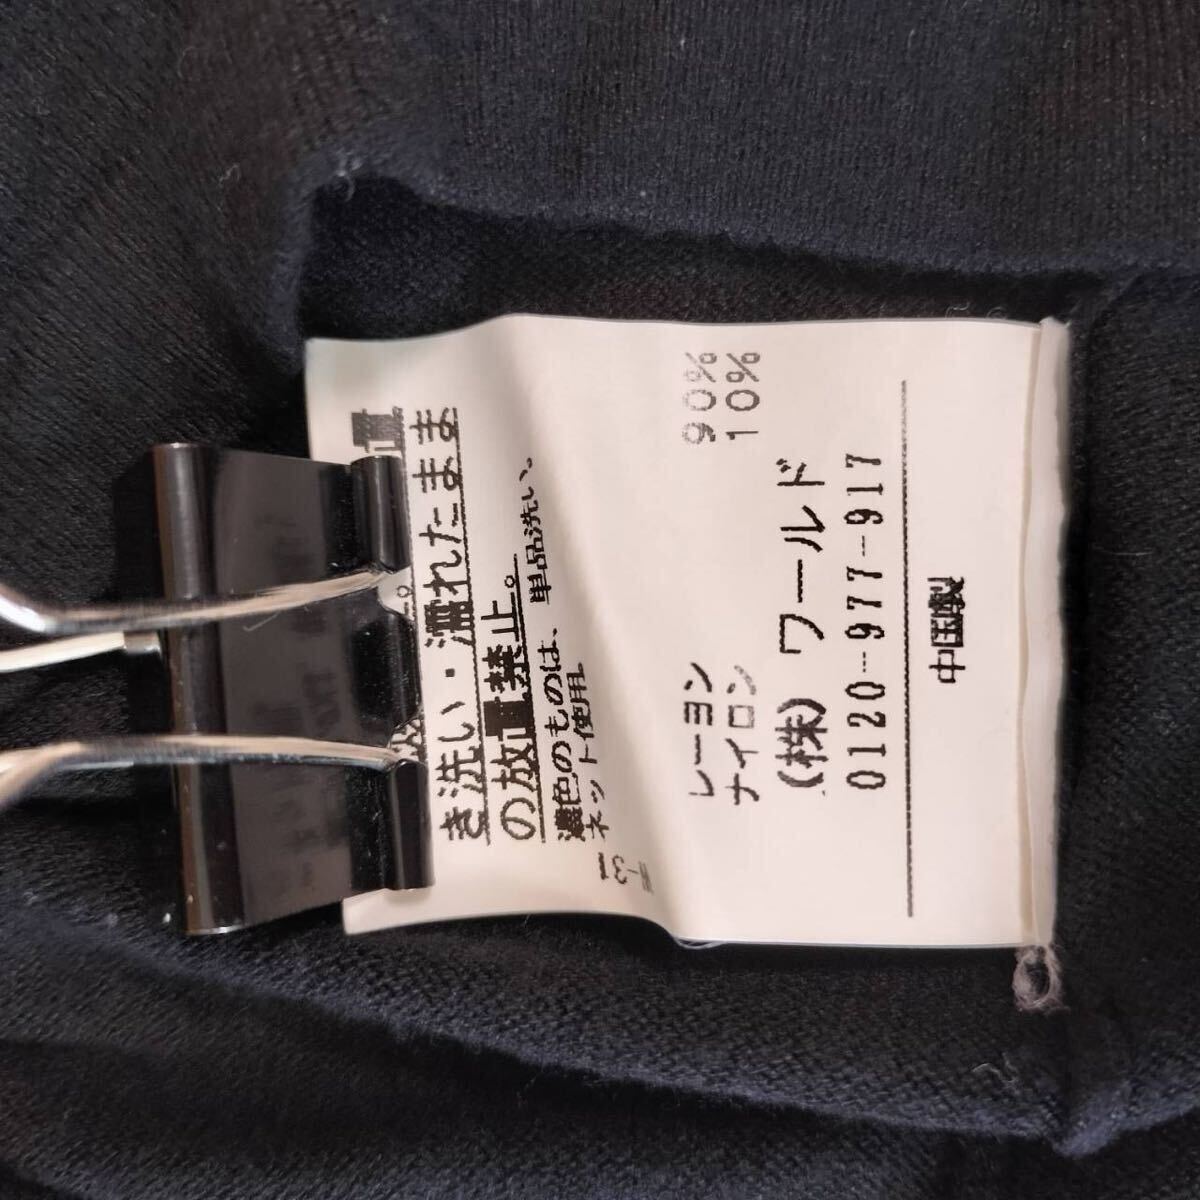 中国製
0120-977-917
(株) ワールド
ナイロン 10%
レーヨン 90%
W-31
ネット使用。
濃色のものは、単品洗い。
の放置禁止。
き洗い・濡れたまま